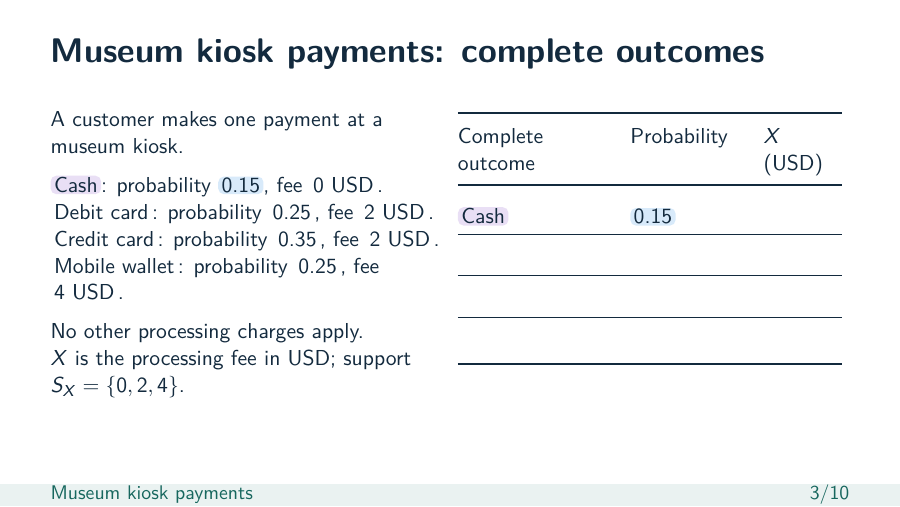 Museum kiosk payments: complete outcomes
A customer makes one payment at a
museum kiosk.
Cash: probability 0.15, fee 0 USD.
Debit card: probability 0.25, fee 2 USD.
Credit card: probability 0.35, fee 2 USD.
Mobile wallet: probability 0.25, fee
4 USD.
No other processing charges apply.
X is the processing fee in USD; support
S_X = {0, 2, 4}.
Complete outcome Probability X (USD)
Cash 0.15
Museum kiosk payments 3/10